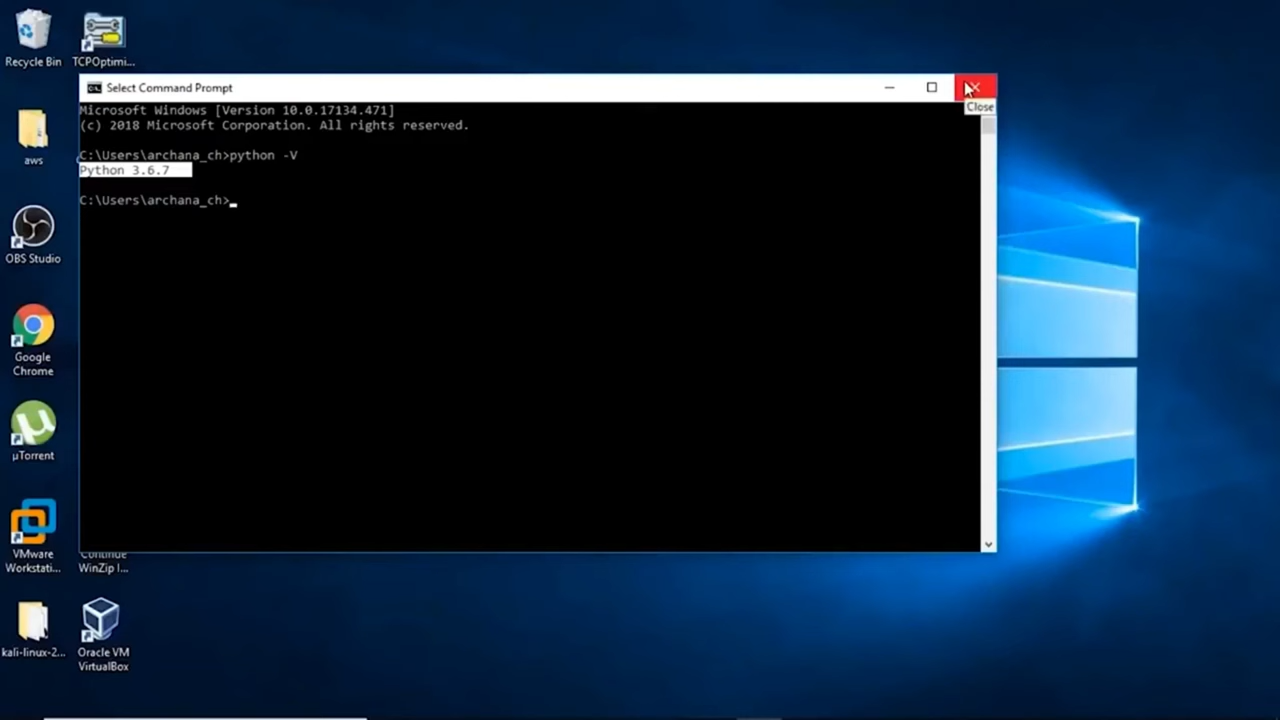 Recycle Bin
TCPOptimi...
Select Command Prompt
Close
Microsoft Windows [Version 10.0.17134.471]
(c) 2018 Microsoft Corporation. All rights reserved.
C:\Users\archana_ch>python -V
Python 3.6.7
C:\Users\archana_ch>
aws
OBS Studio
Google
Chrome
µTorrent
VMware
Workstati...
Continue
WinZip I...
kali-linux-2...
Oracle VM
VirtualBox